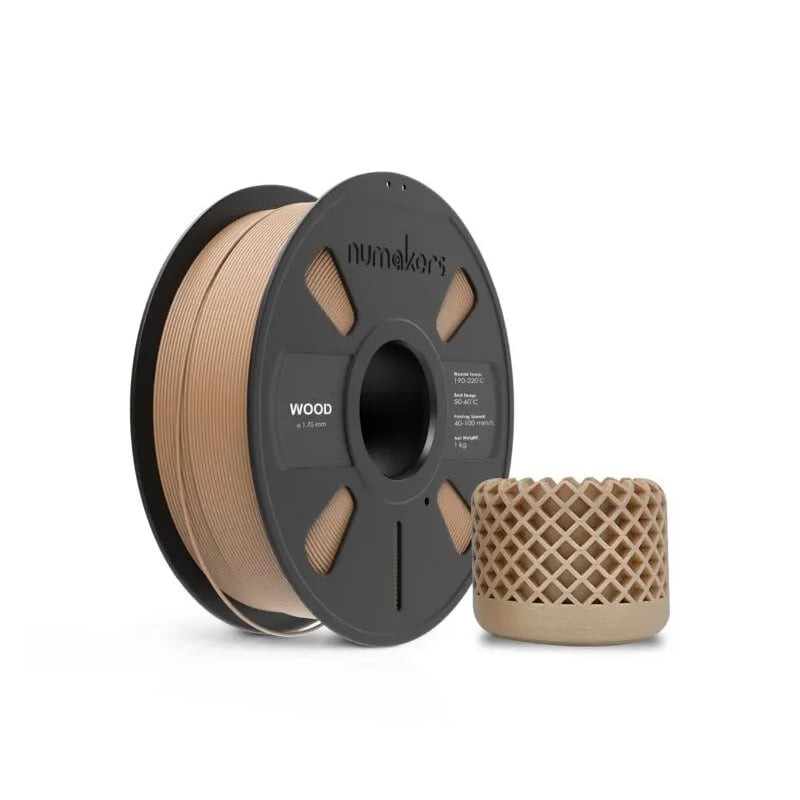 numakers
WOOD
ø 1.75 mm
Nozzle Temp:
190-220°C
Bed Temp:
50-60°C
Printing Speed:
40-100 mm/s
Net Weight:
1 kg